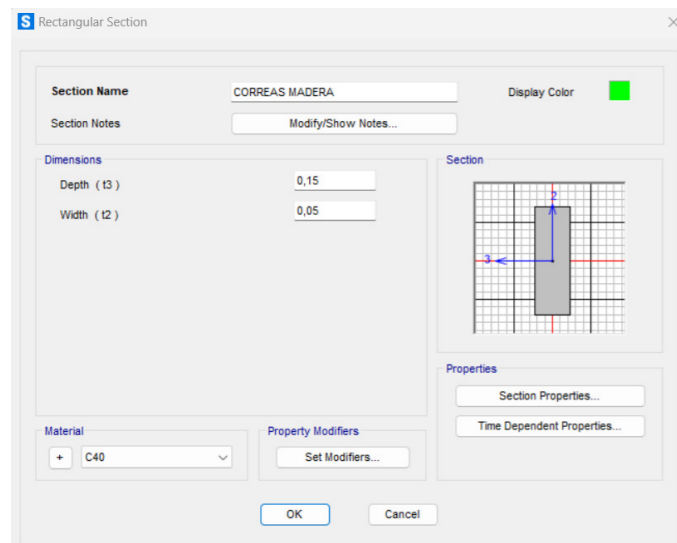 S Rectangular Section
Section Name
CORREAS MADERA
Display Color
Section Notes
Modify/Show Notes...
Dimensions
Depth ( t3 )
0,15
Width ( t2 )
0,05
Section
2
3
Properties
Section Properties...
Time Dependent Properties...
Material
+
C40
Property Modifiers
Set Modifiers...
OK
Cancel